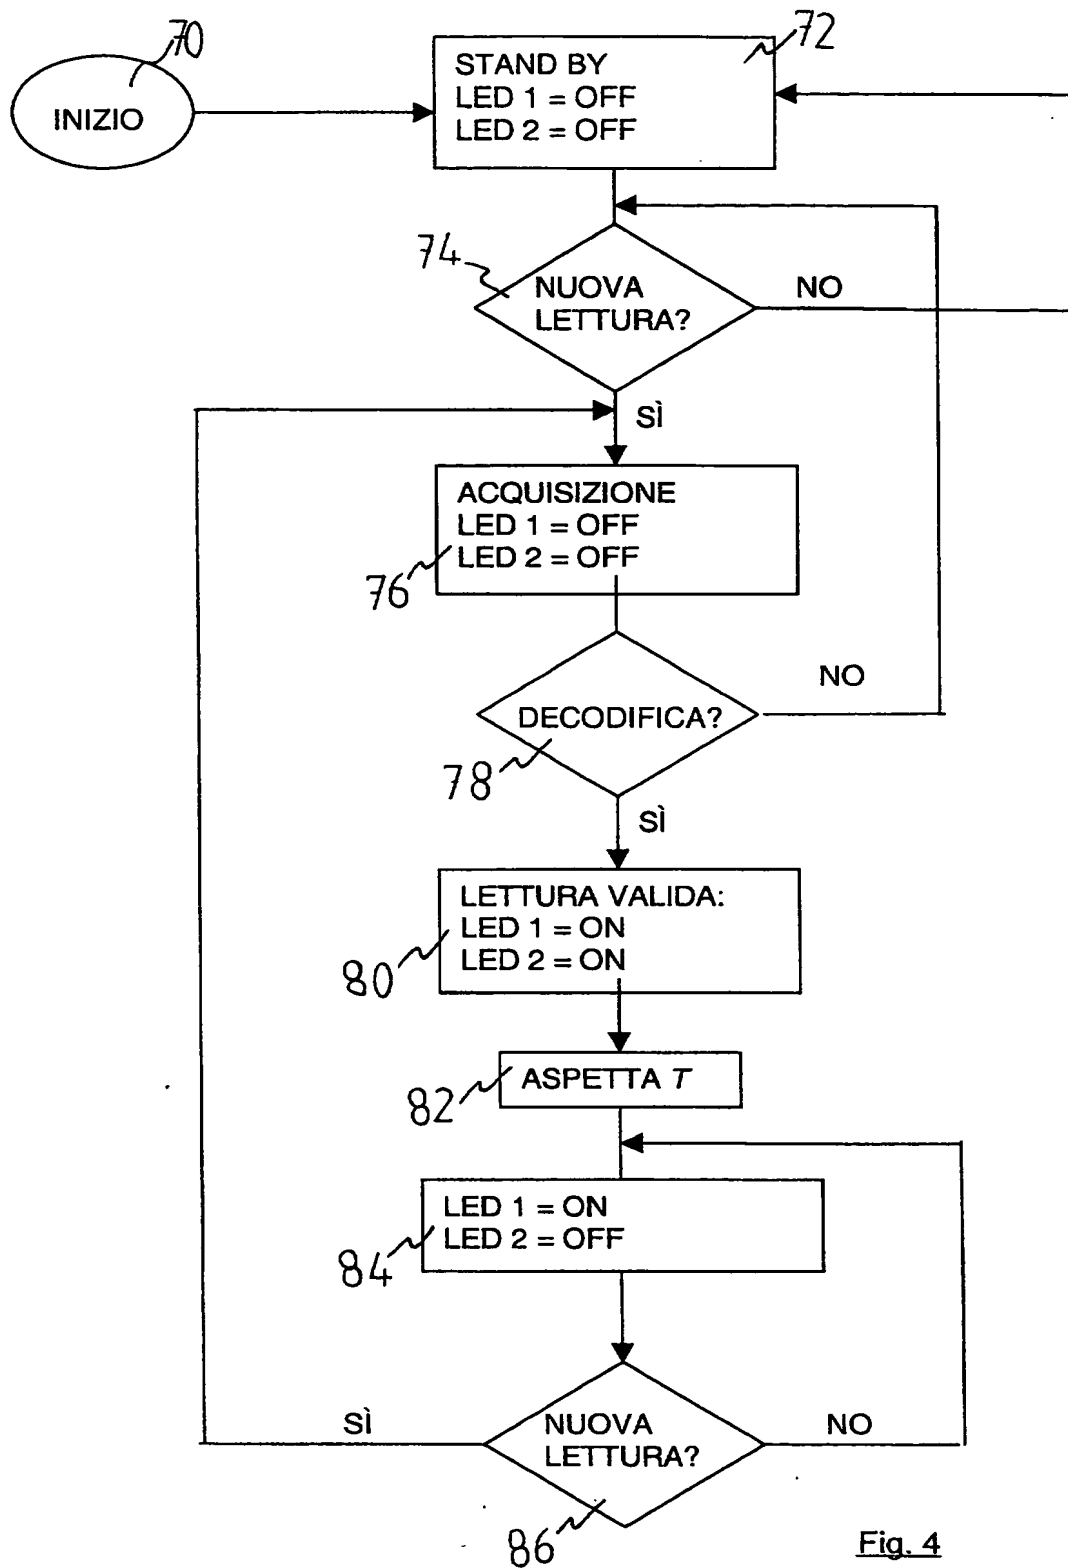 70
INIZIO
72
STAND BY
LED 1 = OFF
LED 2 = OFF
74
NUOVA
LETTURA?
NO
SÌ
ACQUISIZIONE
LED 1 = OFF
LED 2 = OFF
76
DECODIFICA?
NO
78
SÌ
LETTURA VALIDA:
LED 1 = ON
LED 2 = ON
80
ASPETTA T
82
LED 1 = ON
LED 2 = OFF
84
SÌ
NUOVA
LETTURA?
NO
86
Fig. 4